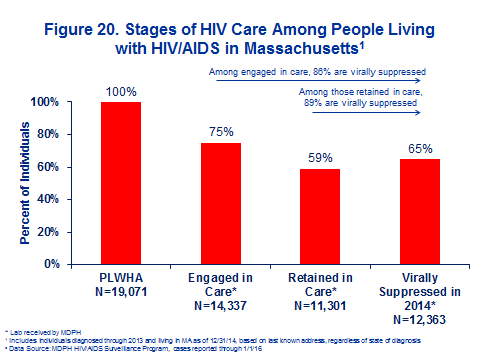 Figure 20. Stages of HIV Care Among People Living
with HIV/AIDS in Massachusetts¹
Among engaged in care, 86% are virally suppressed
Among those retained in care,
89% are virally suppressed
Percent of Individuals
100%
80%
60%
40%
20%
0%
100%
75%
59%
65%
PLWHA
N=19,071
Engaged in
Care*
N=14,337
Retained in
Care*
N=11,301
Virally
Suppressed in
2014*
N=12,363
* Lab received by MDPH
¹ Includes individuals diagnosed through 2013 and living in MA as of 12/31/14, based on last known address, regardless of state of diagnosis
• Data Source: MDPH HIV/AIDS Surveillance Program, cases reported through 1/1/16